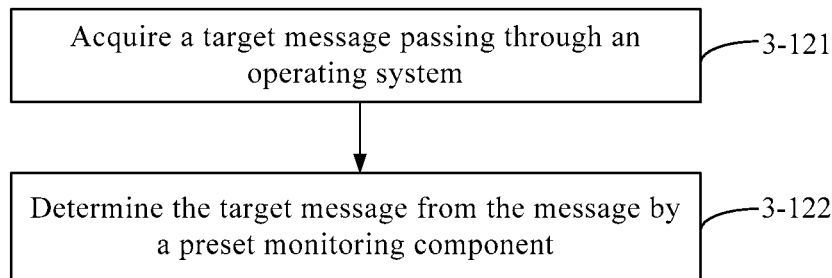 Acquire a target message passing through an
operating system
3-121
Determine the target message from the message by
a preset monitoring component
3-122